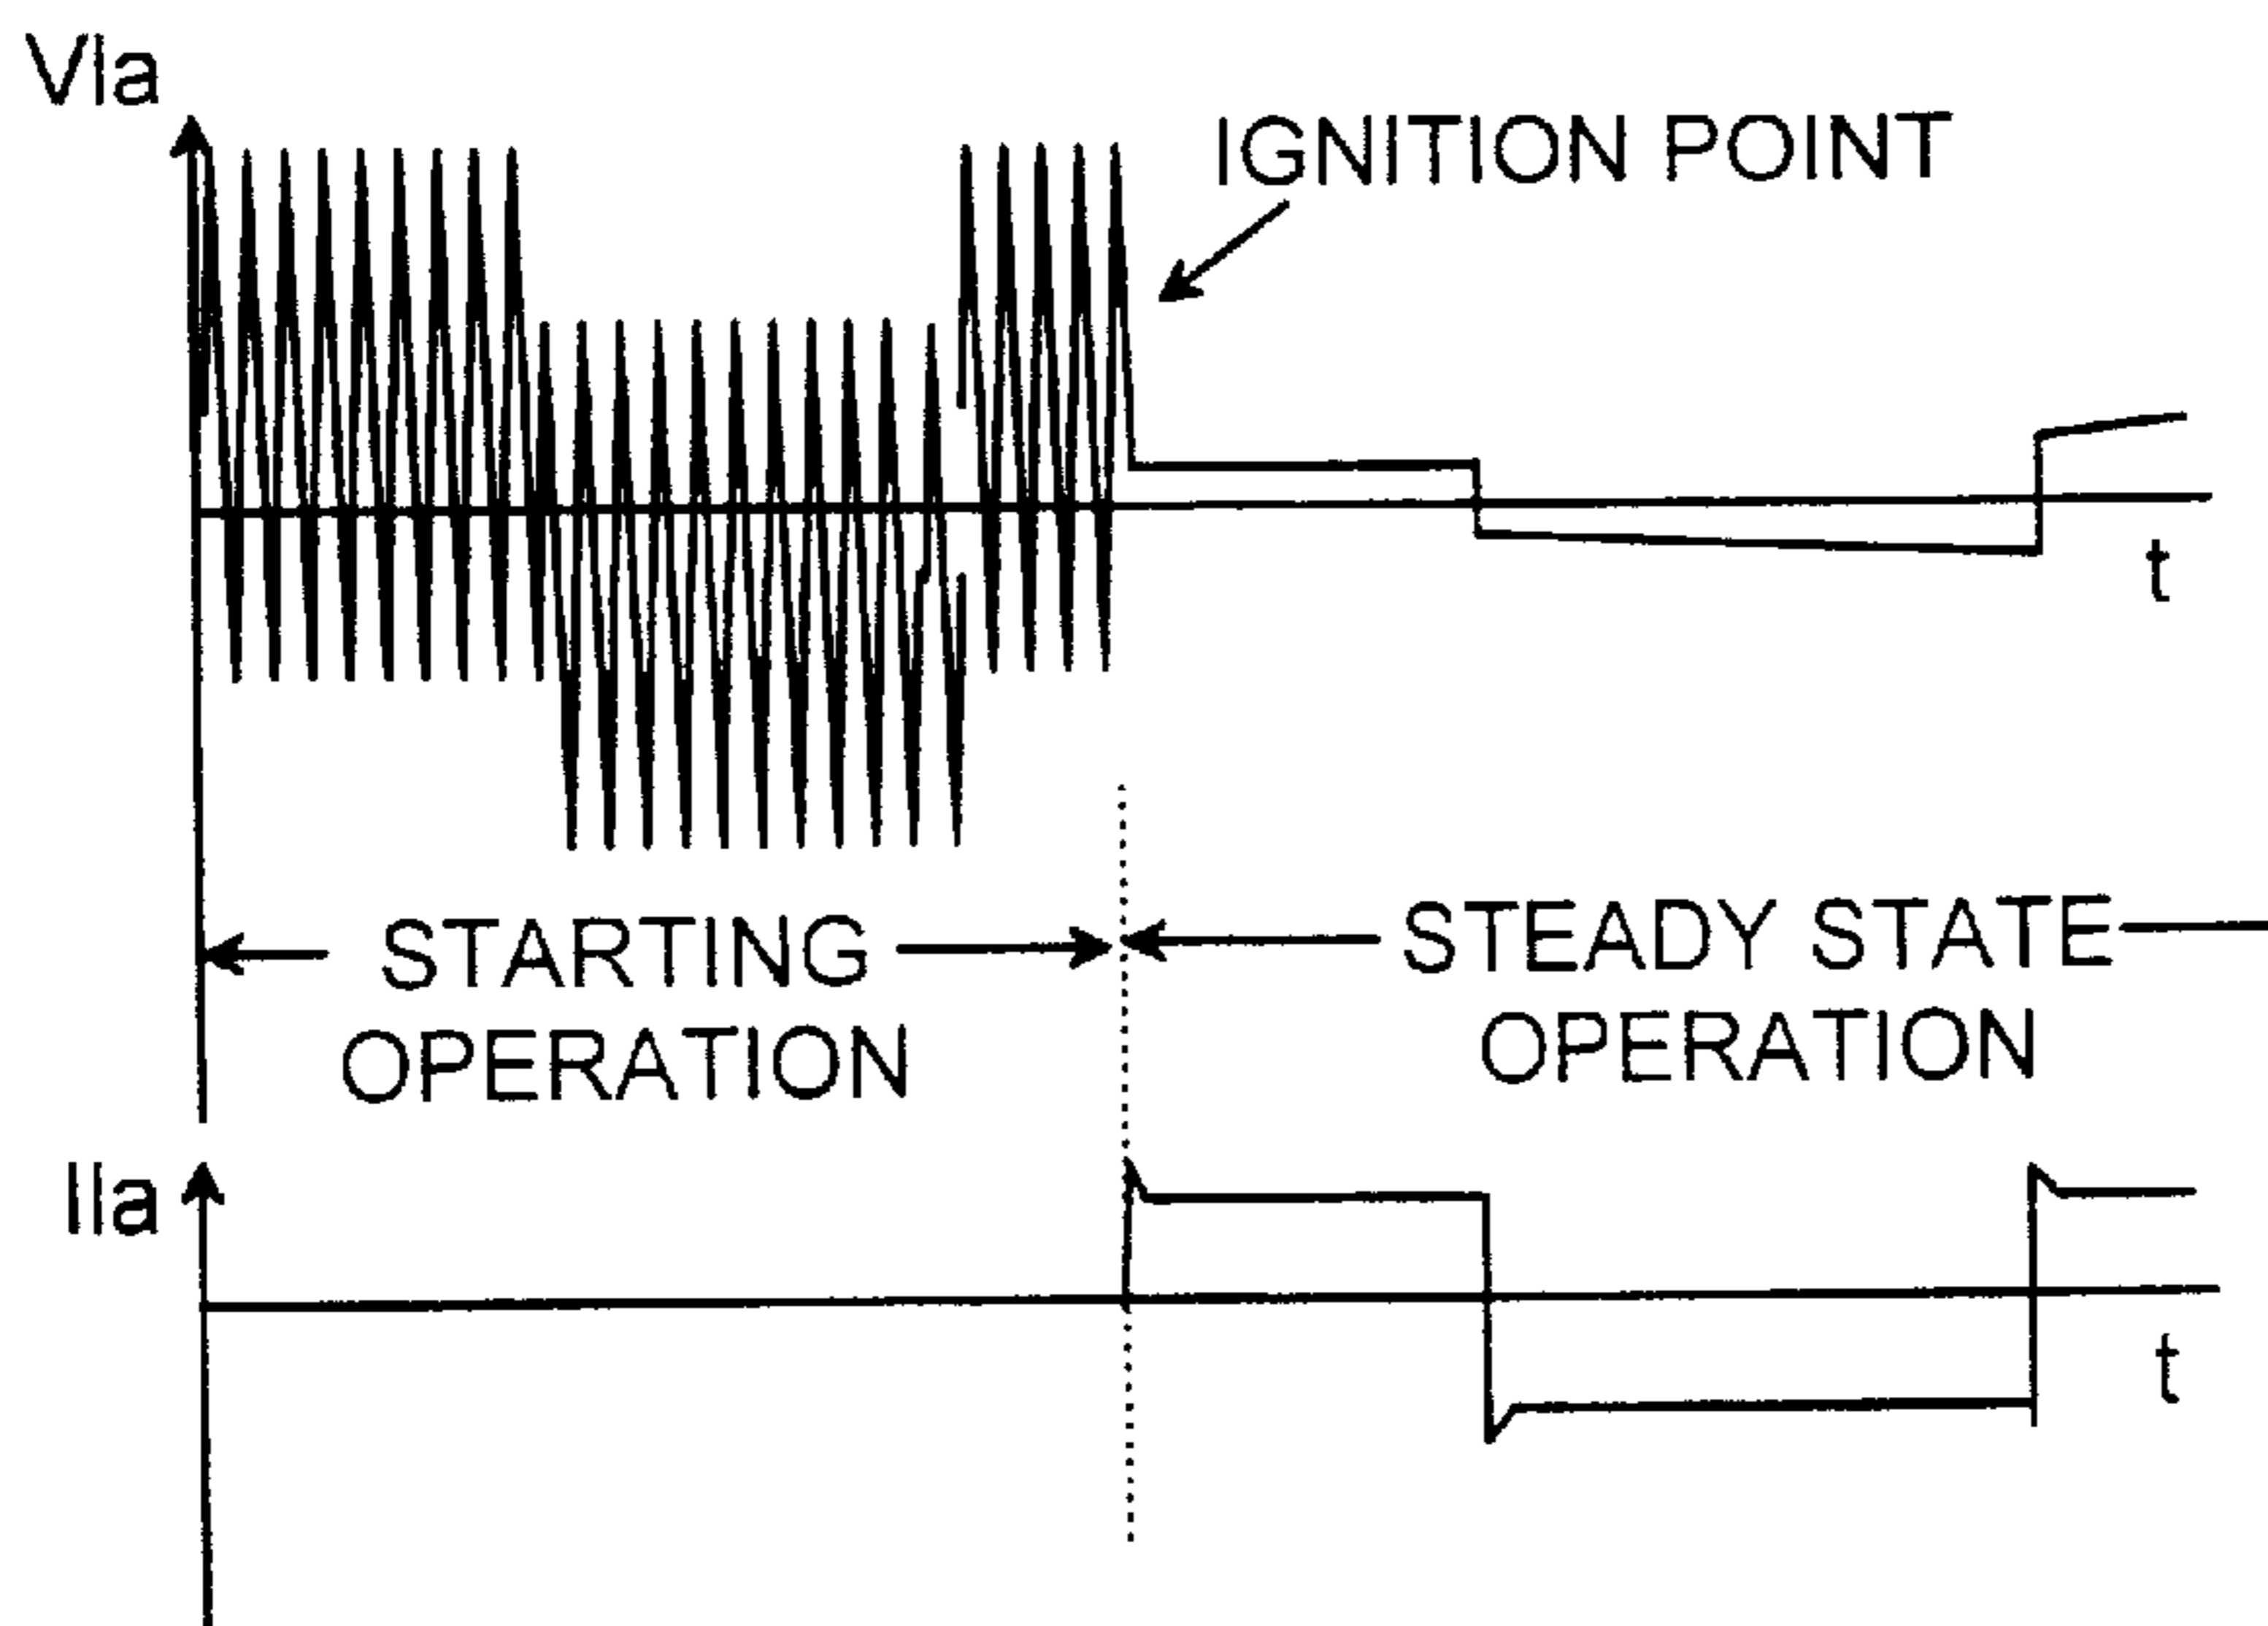 Vla
IGNITION POINT
t
STARTING
OPERATION
STEADY STATE
OPERATION
Ila
t